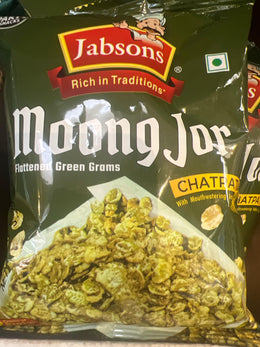 Jabsons
®
Rich in Traditions
Moong Jor
Flattened Green Grams
CHATPAT
With Mouthwatering